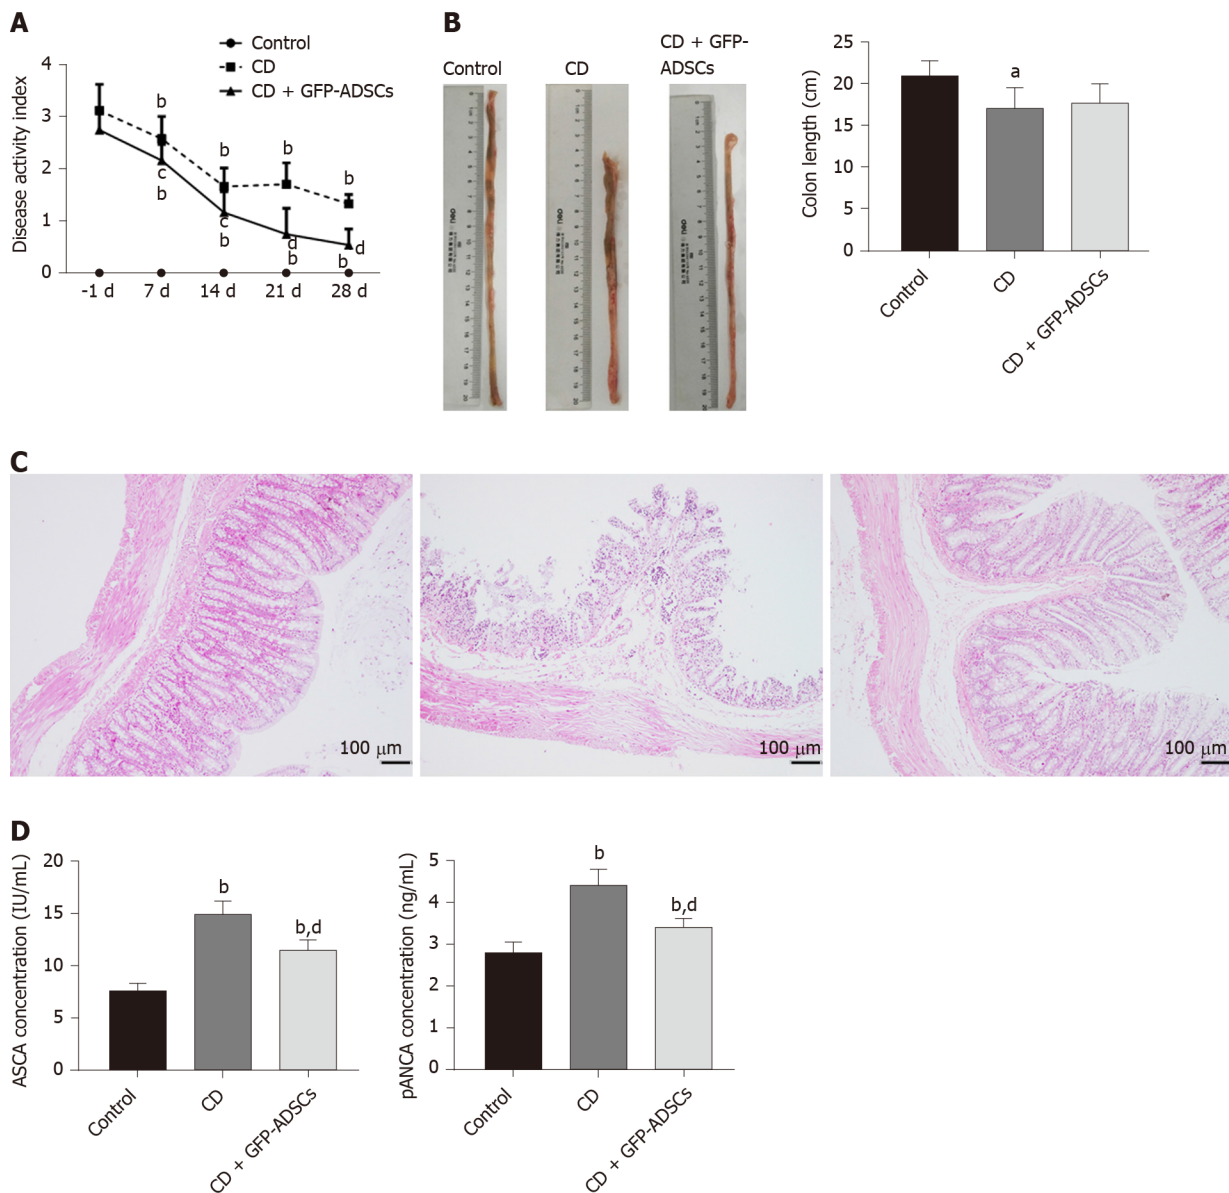 A
Control
CD
CD + GFP-ADSCs
Disease activity index
4
3
2
1
0
b
b
b
b
c
b
c
b
d
b
d
b
-1 d
7 d
14 d
21 d
28 d
B
Control
CD
CD + GFP-
ADSCs
Colon length (cm)
25
20
15
10
5
0
a
Control
CD
CD + GFP-ADSCs
C
100 μm
100 μm
100 μm
D
ASCA concentration (IU/mL)
20
15
10
5
0
b
b,d
Control
CD
CD + GFP-ADSCs
pANCA concentration (ng/mL)
5
4
3
2
1
0
b
b,d
Control
CD
CD + GFP-ADSCs